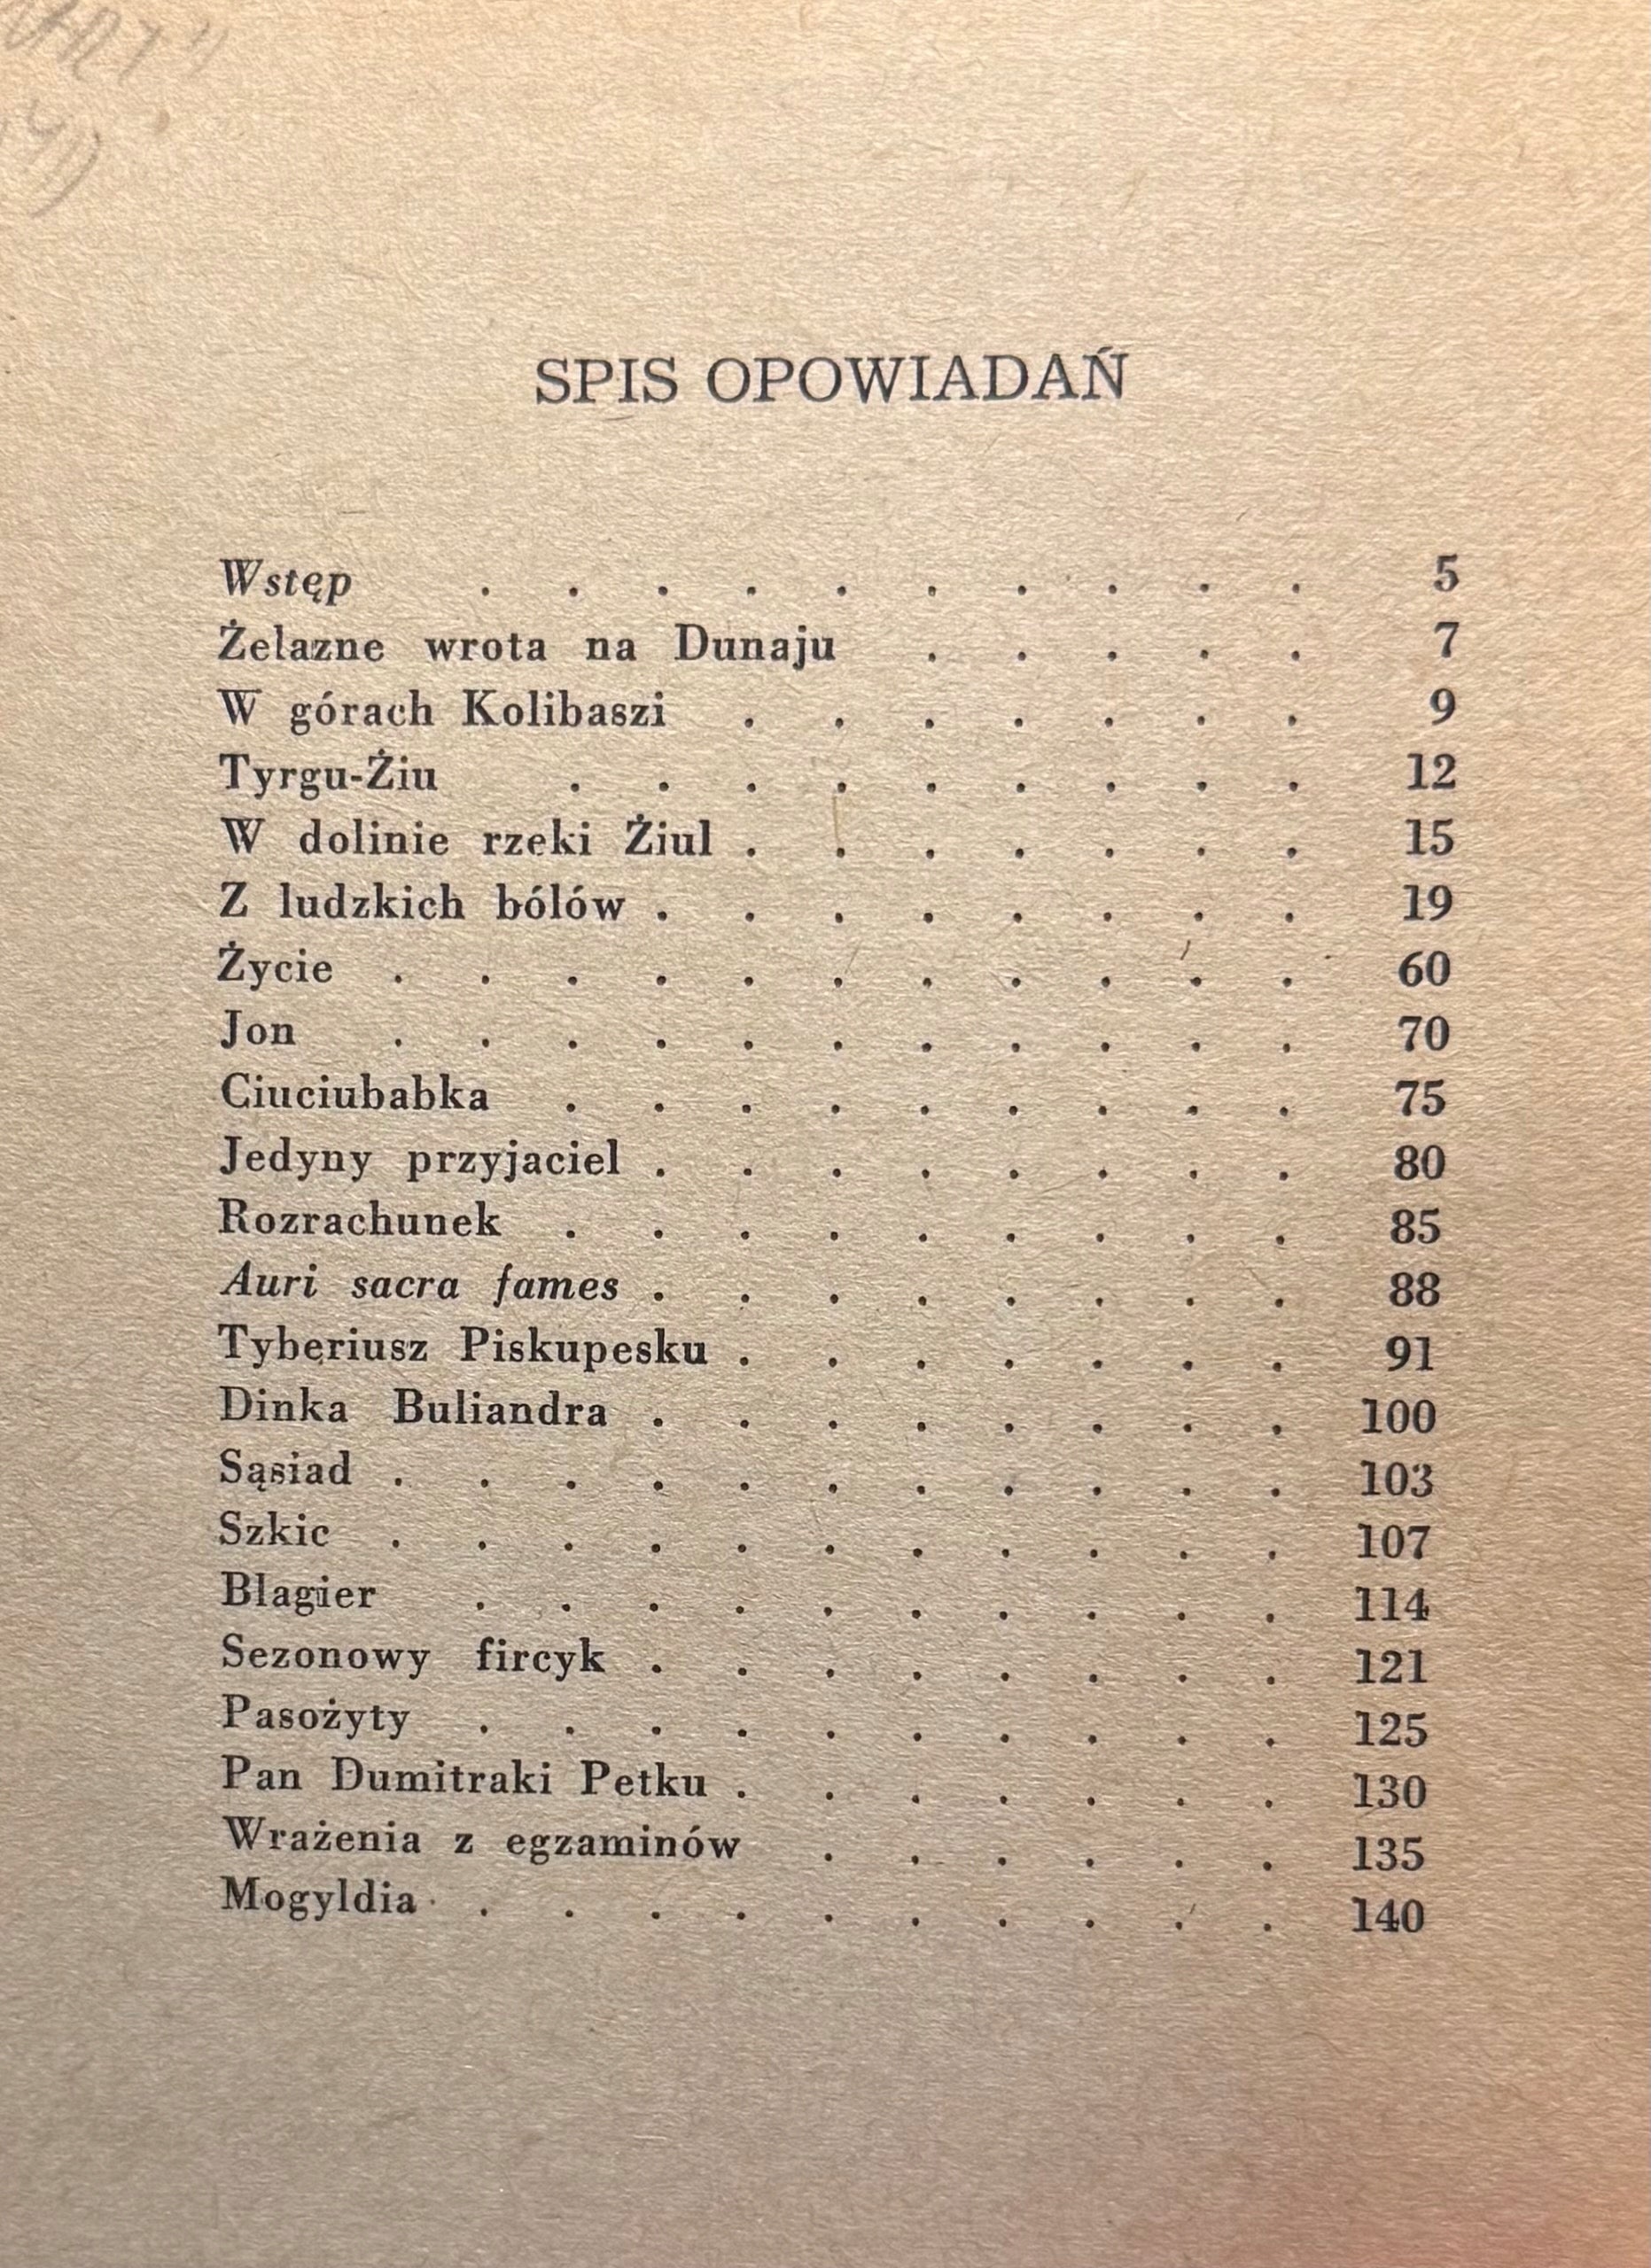 SPIS OPOWIADAŃ
Wstęp . . . . . . . . . . 5
Żelazne wrota na Dunaju . . . . . 7
W górach Kolibaszi . . . . . . . 9
Tyrgu-Żiu . . . . . . . . . 12
W dolinie rzeki Żiul . . . . . . . 15
Z ludzkich bólów . . . . . . . . 19
Życie . . . . . . . . . . . 60
Jon . . . . . . . . . . . 70
Ciuciubabka . . . . . . . . . 75
Jedyny przyjaciel . . . . . . . . 80
Rozrachunek . . . . . . . . . 85
Auri sacra fames . . . . . . . . 88
Tyberiusz Piskupesku . . . . . . . 91
Dinka Buliandra . . . . . . . . 100
Sąsiad . . . . . . . . . . . 103
Szkic . . . . . . . . . . . 107
Blagier . . . . . . . . . . 114
Sezonowy fircyk . . . . . . . . 121
Pasożyty . . . . . . . . . . 125
Pan Dumitraki Petku . . . . . . . 130
Wrażenia z egzaminów . . . . . . 135
Mogyldia . . . . . . . . . . 140